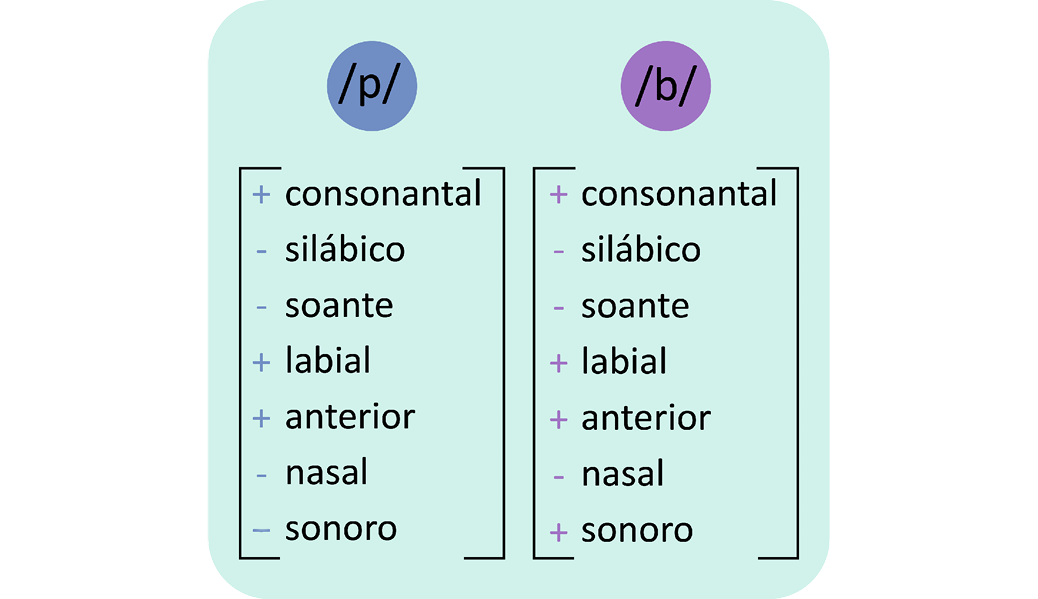 /p/
+ consonantal
- silábico
- soante
+ labial
+ anterior
- nasal
– sonoro
/b/
+ consonantal
- silábico
- soante
+ labial
+ anterior
- nasal
+ sonoro